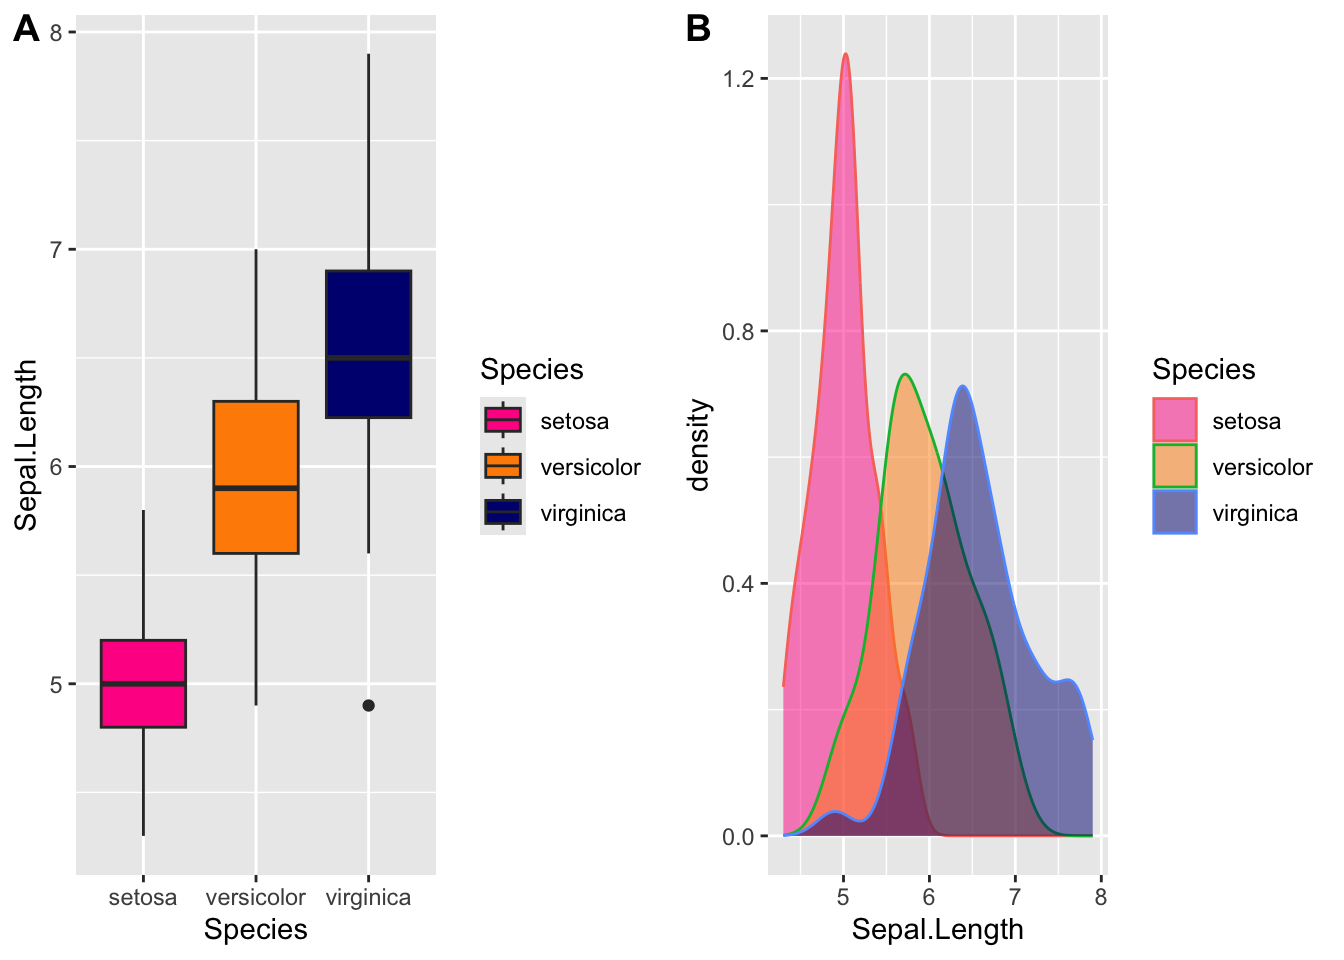 A
8
7
6
5
Sepal.Length
setosa
versicolor
virginica
Species
Species
setosa
versicolor
virginica
B
1.2
0.8
0.4
0.0
density
5
6
7
8
Sepal.Length
Species
setosa
versicolor
virginica